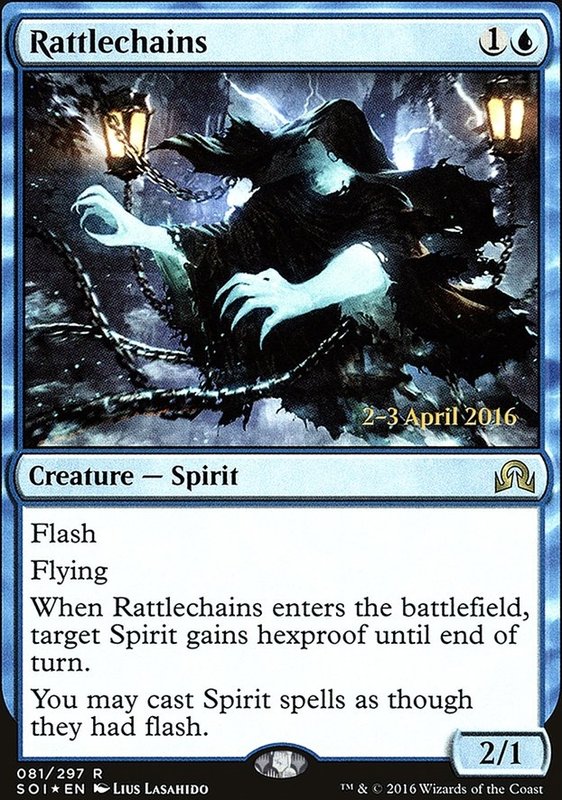 Rattlechains 1
2-3 April 2016
Creature — Spirit
Flash
Flying
When Rattlechains enters the battlefield,
target Spirit gains hexproof until end of
turn.
You may cast Spirit spells as though
they had flash.
2/1
081/297 R
SOI★EN Lius Lasahido
™ & © 2016 Wizards of the Coast